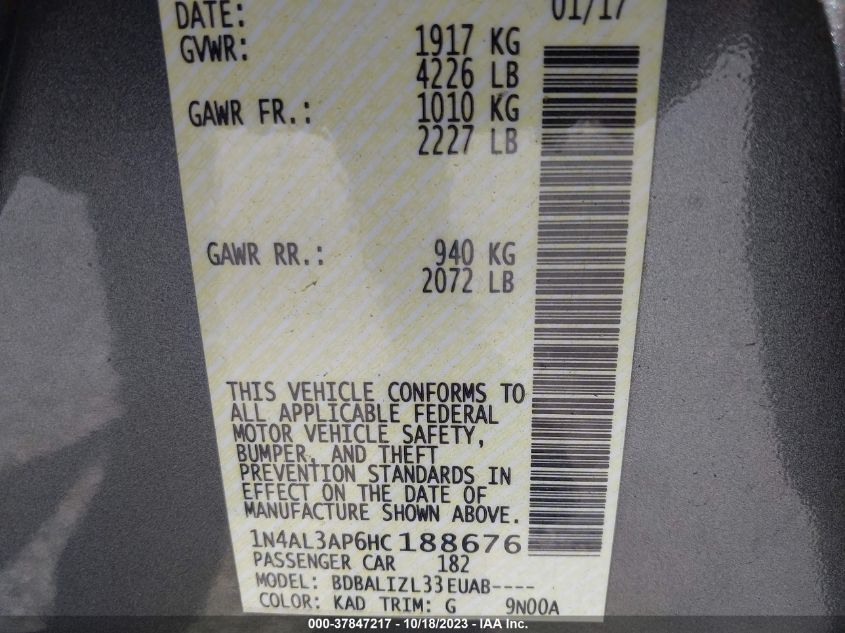 DATE: 01/17
GVWR: 1917 KG
4226 LB
GAWR FR.: 1010 KG
2227 LB
GAWR RR.: 940 KG
2072 LB
THIS VEHICLE CONFORMS TO
ALL APPLICABLE FEDERAL
MOTOR VEHICLE SAFETY,
BUMPER, AND THEFT
PREVENTION STANDARDS IN
EFFECT ON THE DATE OF
MANUFACTURE SHOWN ABOVE.
1N4AL3AP6HC188676
PASSENGER CAR 182
MODEL: BDBALIZL33EUAB----
COLOR: KAD TRIM: G 9N00A
000-37847217 - 10/18/2023 - IAA Inc.